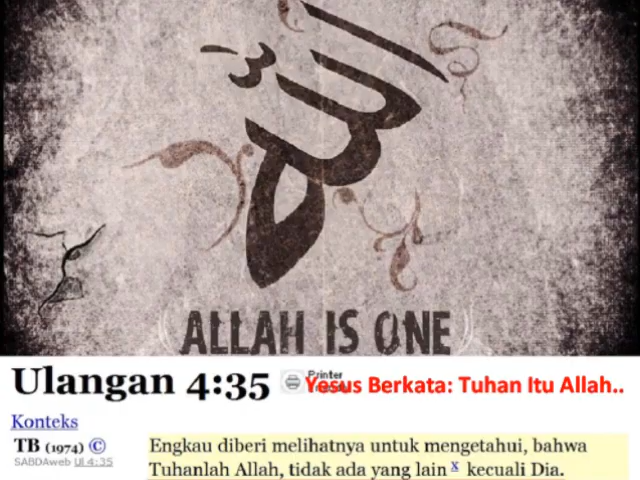 الله
ALLAH IS ONE
Ulangan 4:35
Printer
Yesus Berkata: Tuhan Itu Allah..
Konteks
TB (1974) ©
SABDAweb Ul 4:35
Engkau diberi melihatnya untuk mengetahui, bahwa
Tuhanlah Allah, tidak ada yang lain x kecuali Dia.